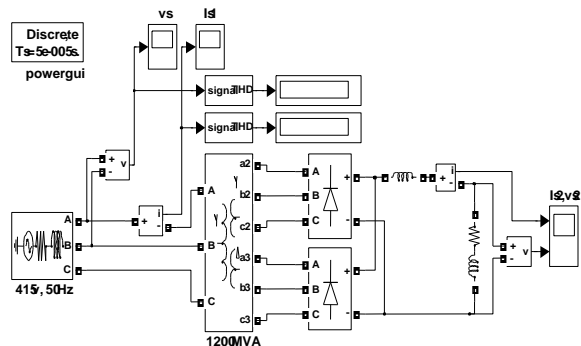 vs
Is1
Discrete,
Ts=5e-005s.
powergui
signal THD
signal THD
+
-
v
i
+
-
A
B
C
415v, 50Hz
A
B
C
Y
Y
a2
b2
c2
a3
b3
c3
1200MVA
A
B
C
+
-
A
B
C
+
-
i
+
-
+
-
v
Is2,vs2